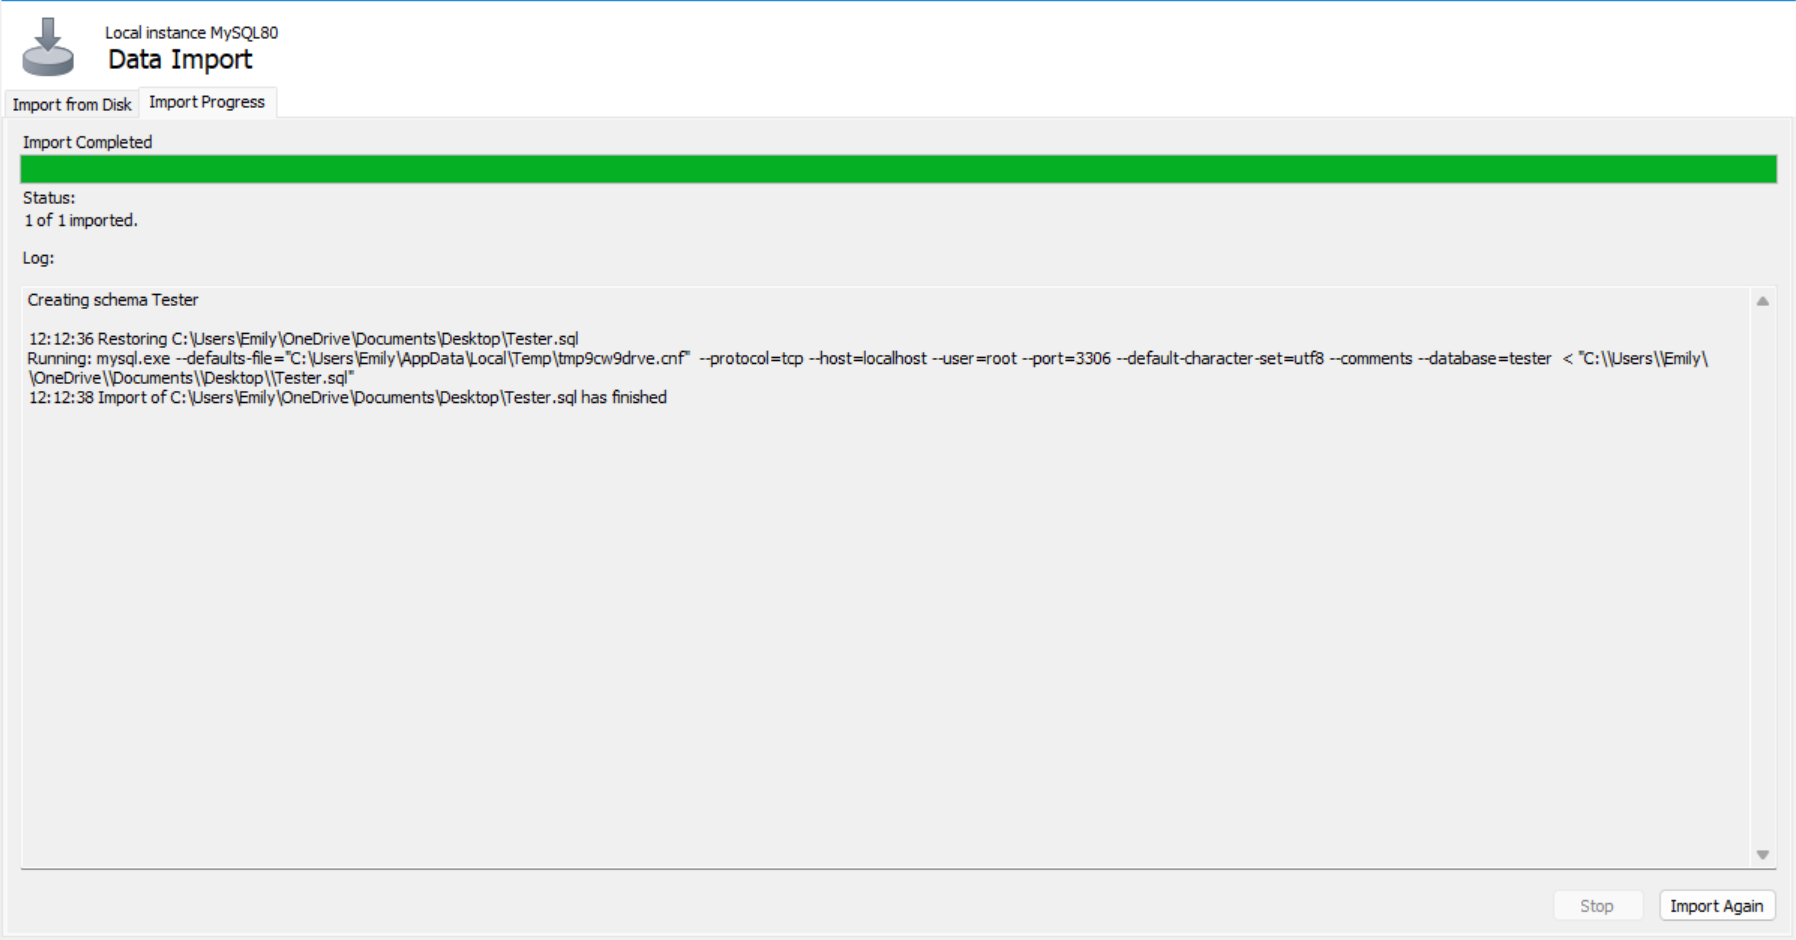 Local instance MySQL80
Data Import
Import from Disk
Import Progress
Import Completed
Status:
1 of 1 imported.
Log:
Creating schema Tester
12:12:36 Restoring C:\Users\Emily\OneDrive\Documents\Desktop\Tester.sql
Running: mysql.exe --defaults-file="C:\Users\Emily\AppData\Local\Temp\tmp9cw9drve.cnf"  --protocol=tcp --host=localhost --user=root --port=3306 --default-character-set=utf8 --comments --database=tester  < "C:\\Users\\Emily\
\OneDrive\\Documents\\Desktop\\Tester.sql"
12:12:38 Import of C:\Users\Emily\OneDrive\Documents\Desktop\Tester.sql has finished
Stop
Import Again